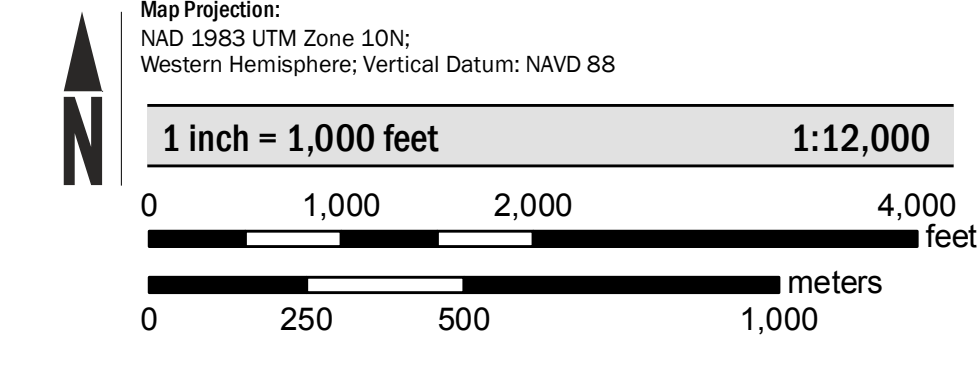 Map Projection:
NAD 1983 UTM Zone 10N;
Western Hemisphere; Vertical Datum: NAVD 88
N
1 inch = 1,000 feet 1:12,000
0 1,000 2,000 4,000
feet
meters
0 250 500 1,000